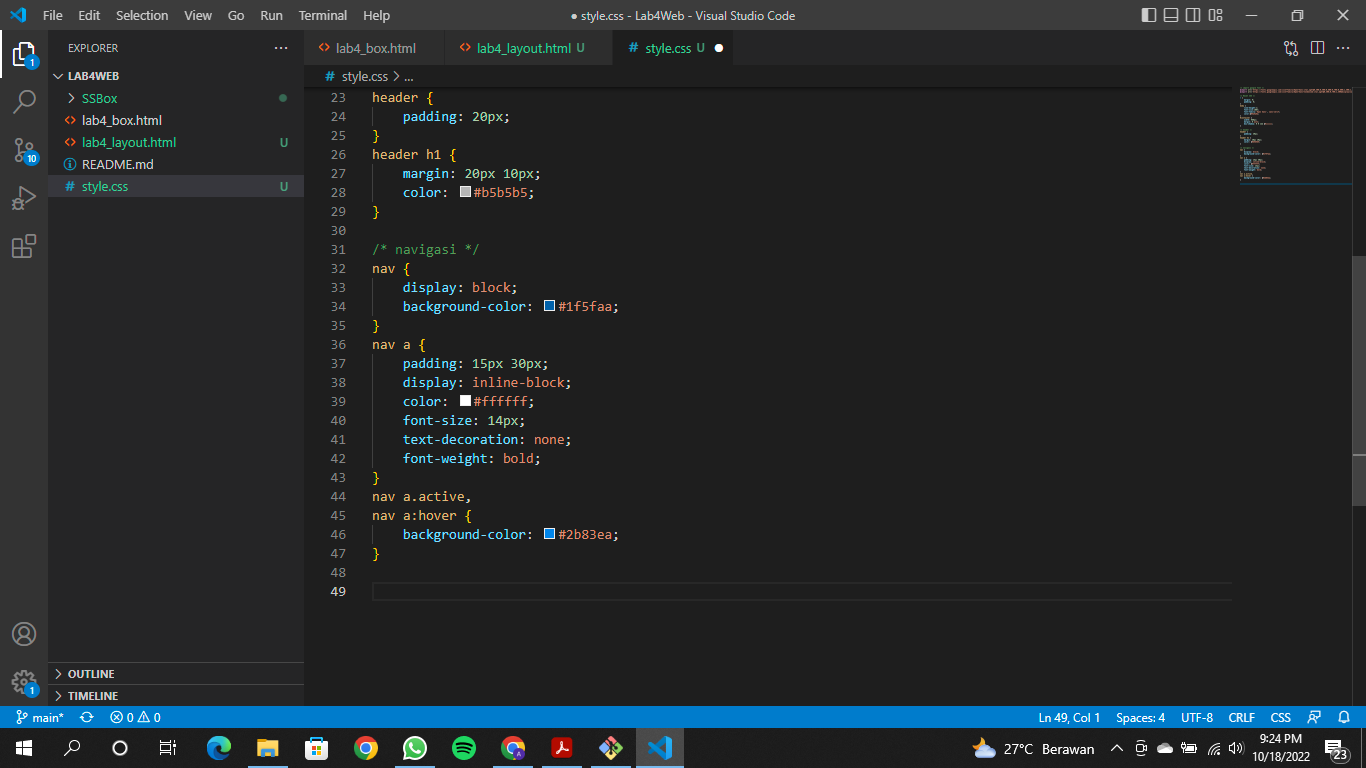 File Edit Selection View Go Run Terminal Help
● style.css - Lab4Web - Visual Studio Code
EXPLORER
LAB4WEB
SSBox
lab4_box.html
lab4_layout.html U
README.md
style.css U
OUTLINE
TIMELINE
1
10
1
lab4_box.html lab4_layout.html U # style.css U
# style.css > ...
23 header {
24 padding: 20px;
25 }
26 header h1 {
27 margin: 20px 10px;
28 color: #b5b5b5;
29 }
30
31 /* navigasi */
32 nav {
33 display: block;
34 background-color: #1f5faa;
35 }
36 nav a {
37 padding: 15px 30px;
38 display: inline-block;
39 color: #ffffff;
40 font-size: 14px;
41 text-decoration: none;
42 font-weight: bold;
43 }
44 nav a.active,
45 nav a:hover {
46 background-color: #2b83ea;
47 }
48
49
main* 0 0 Ln 49, Col 1 Spaces: 4 UTF-8 CRLF CSS
27°C Berawan
9:24 PM
10/18/2022
23